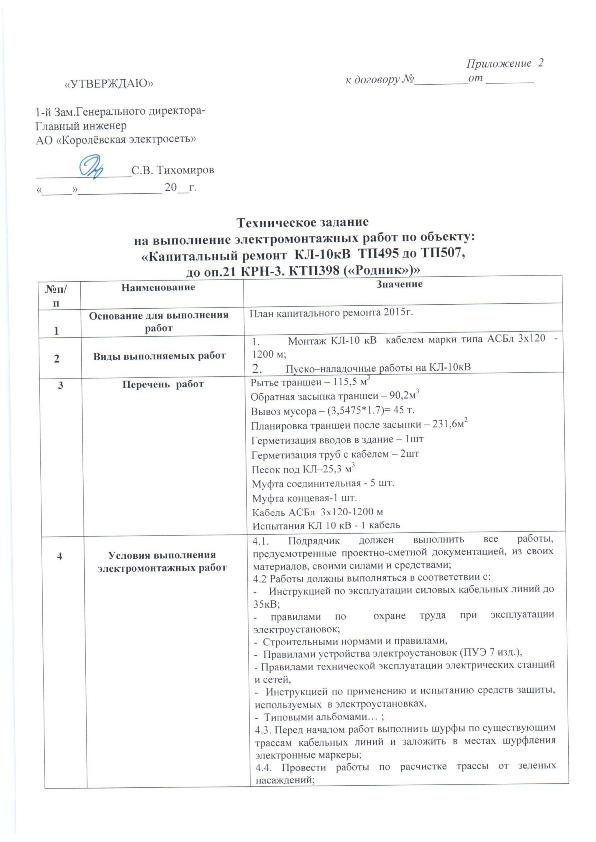 Приложение 2
«УТВЕРЖДАЮ»
к договору №_________от ________
1-й Зам.Генерального директора-
Главный инженер
АО «Королёвская электросеть»
________________С.В. Тихомиров
«_____»______________ 20__г.
Техническое задание
на выполнение электромонтажных работ по объекту:
«Капитальный ремонт КЛ-10кВ ТП495 до ТП507,
до оп.21 КРН-3. КТП398 («Родник»)»
№п/
п
Наименование
Значение
1
Основание для выполнения
работ
План капитального ремонта 2015г.
2
Виды выполняемых работ
1. Монтаж КЛ-10 кВ кабелем марки типа АСБл 3х120 -
1200 м;
2. Пуско–наладочные работы на КЛ-10кВ
3
Перечень работ
Рытье траншеи – 115,5 м3
Обратная засыпка траншеи – 90,2м3
Вывоз мусора – (3,5475*1.7)= 45 т.
Планировка траншеи после засыпки – 231,6м2
Герметизация вводов в здание – 1шт
Герметизация труб с кабелем – 2шт
Песок под КЛ–25,3 м3
Муфта соединительная - 5 шт.
Муфта концевая-1 шт.
Кабель АСБл 3х120-1200 м
Испытания КЛ 10 кВ - 1 кабель
4
Условия выполнения
электромонтажных работ
4.1. Подрядчик должен выполнить все работы,
предусмотренные проектно-сметной документацией, из своих
материалов, своими силами и средствами;
4.2 Работы должны выполняться в соответствии с:
- Инструкцией по эксплуатации силовых кабельных линий до
35кВ;
- правилами по охране труда при эксплуатации
электроустановок;
- Строительными нормами и правилами,
- Правилами устройства электроустановок (ПУЭ 7 изд.),
- Правилами технической эксплуатации электрических станций
и сетей,
- Инструкцией по применению и испытанию средств защиты,
используемых в электроустановках,
- Типовыми альбомами… ;
4.3. Перед началом работ выполнить шурфы по существующим
трассам кабельных линий и заложить в местах шурфления
электронные маркеры;
4.4. Провести работы по расчистке трассы от зеленых
насаждений;